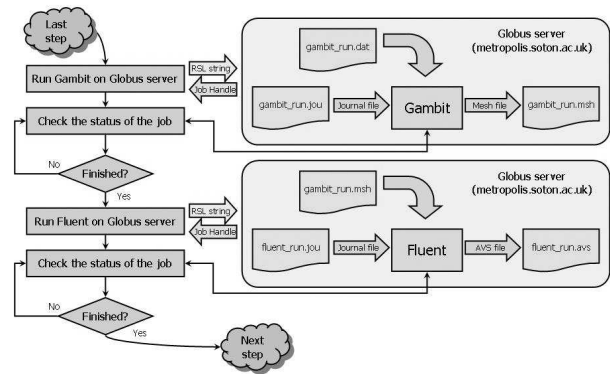 Last
step
Globus server
(metropolis.soton.ac.uk)
gambit_run.dat
Run Gambit on Globus server
RSL string
Job Handle
gambit_run.jou
Journal file
Gambit
Mesh file
gambit_run.msh
Check the status of the job
No
Finished?
Yes
Globus server
(metropolis.soton.ac.uk)
gambit_run.msh
Run Fluent on Globus server
RSL string
Job Handle
fluent_run.jou
Journal file
Fluent
AVS file
fluent_run.avs
Check the status of the job
No
Finished?
Yes
Next
step